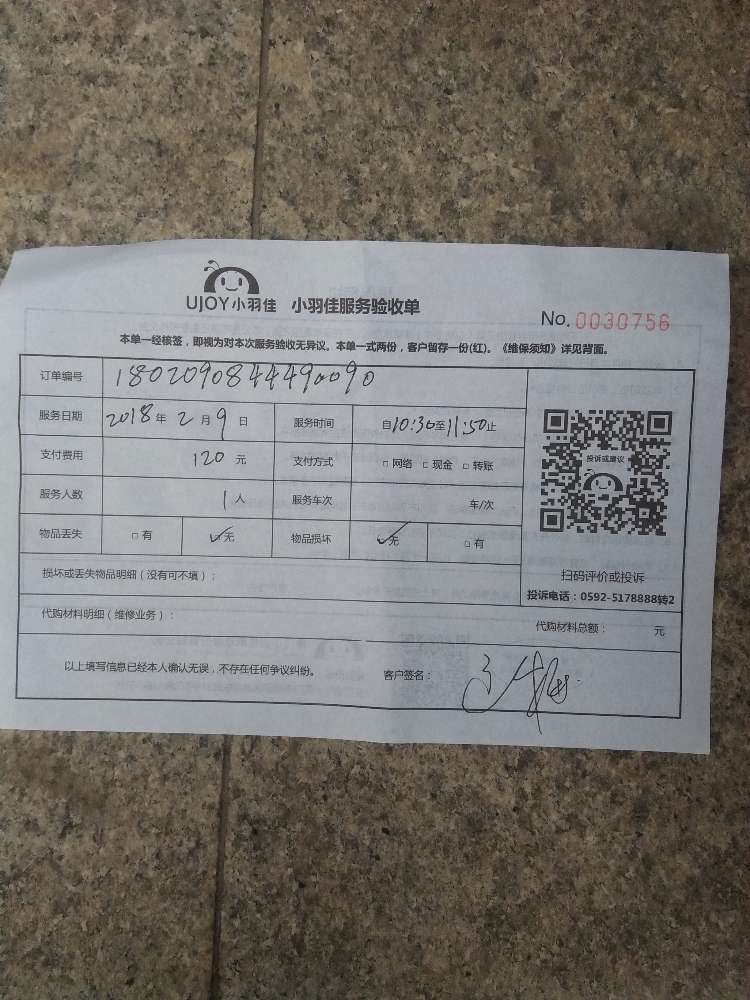 UJOY小羽佳 小羽佳服务验收单
No. 0030756
本单一经核签，即视为对本次服务验收无异议。本单一式两份，客户留存一份(红)。《维保须知》详见背面。
订单编号 18020908444900090
服务日期 2018年 2月 9日 服务时间 自10:30至11:50止
支付费用 120元 支付方式 □网络 □现金 □转账
服务人数 1人 服务车次 车/次
物品丢失 □有 ☑无 物品损坏 ☑无 □有
投诉或建议
扫码评价或投诉
投诉电话：0592-5178888转2
损坏或丢失物品明细（没有可不填）：
代购材料明细（维修业务）： 代购材料总额： 元
以上填写信息已经本人确认无误，不存在任何争议纠纷。 客户签名：